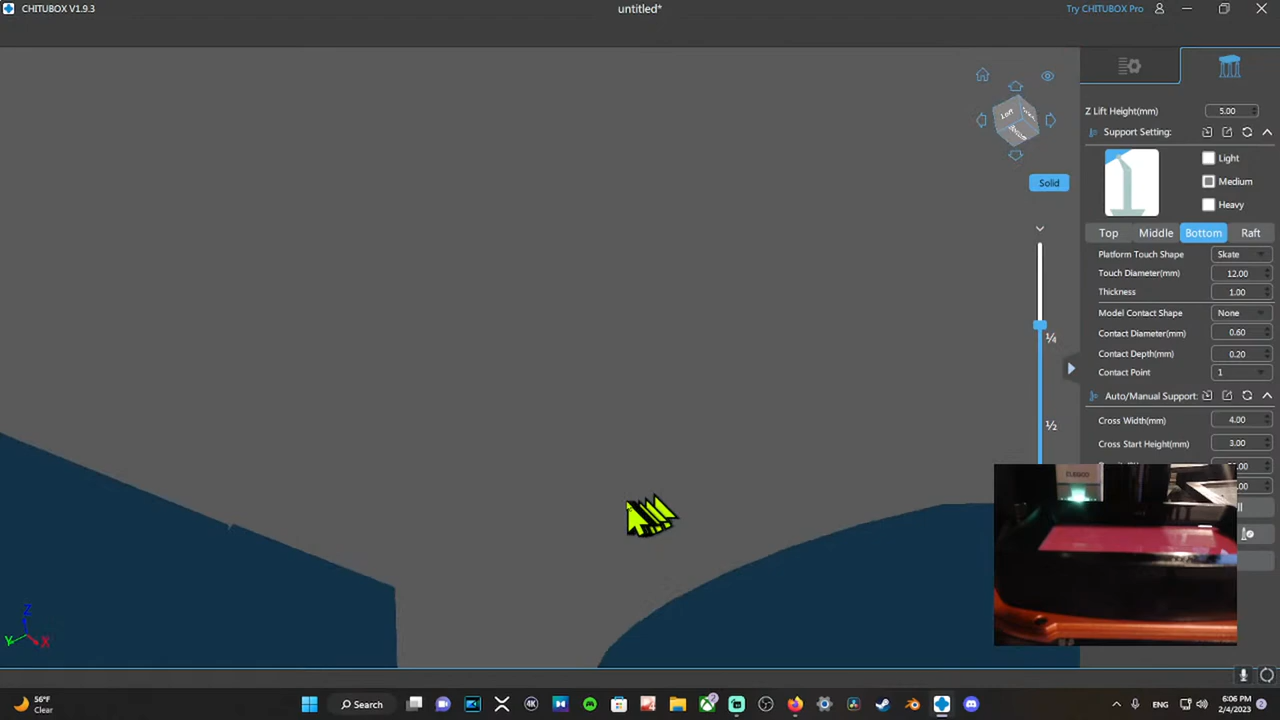 CHITUBOX V1.9.3
untitled*
Try CHITUBOX Pro
Z Lift Height(mm) 5.00
Support Setting:
Light
Medium
Heavy
Top Middle Bottom Raft
Platform Touch Shape Skate
Touch Diameter(mm) 12.00
Thickness 1.00
Model Contact Shape None
Contact Diameter(mm) 0.60
Contact Depth(mm) 0.20
Contact Point 1
Auto/Manual Support:
Cross Width(mm) 4.00
Cross Start Height(mm) 3.00
Left
Solid
¼
½
ELEGOO
Z
Y
X
56°F
Clear
Search
2
ENG
6:06 PM
2/4/2023